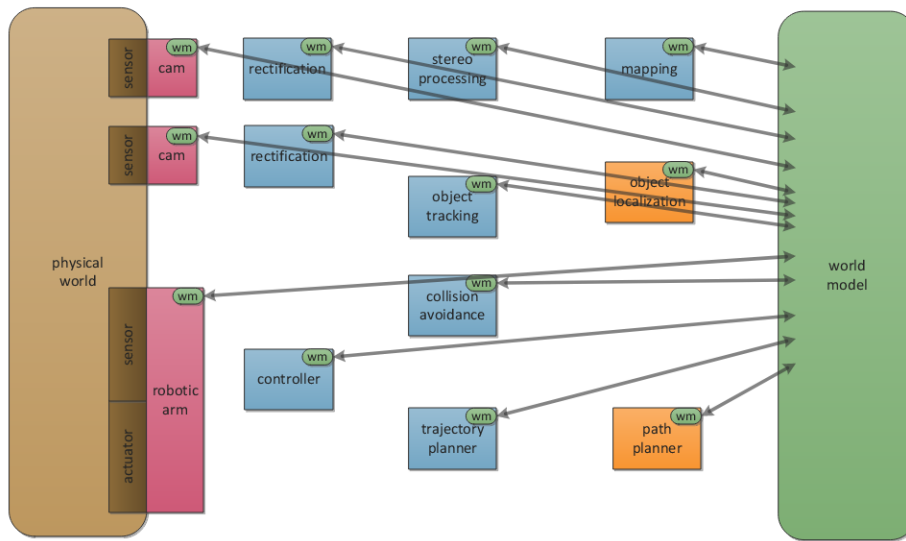 wm
sensor
cam
wm
rectification
wm
stereo
processing
wm
mapping
wm
sensor
cam
wm
rectification
wm
object
localization
wm
object
tracking
physical
world
world
model
wm
sensor
actuator
robotic
arm
wm
collision
avoidance
wm
controller
wm
trajectory
planner
wm
path
planner